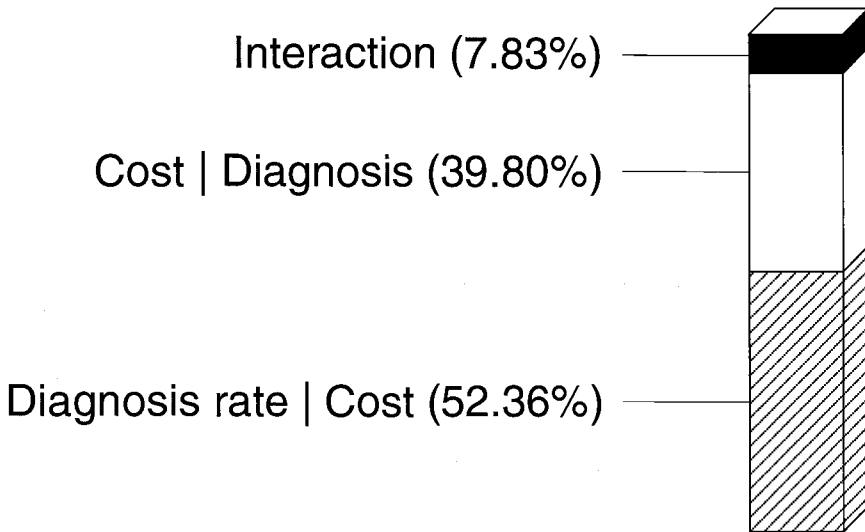 Interaction (7.83%)
Cost | Diagnosis (39.80%)
Diagnosis rate | Cost (52.36%)